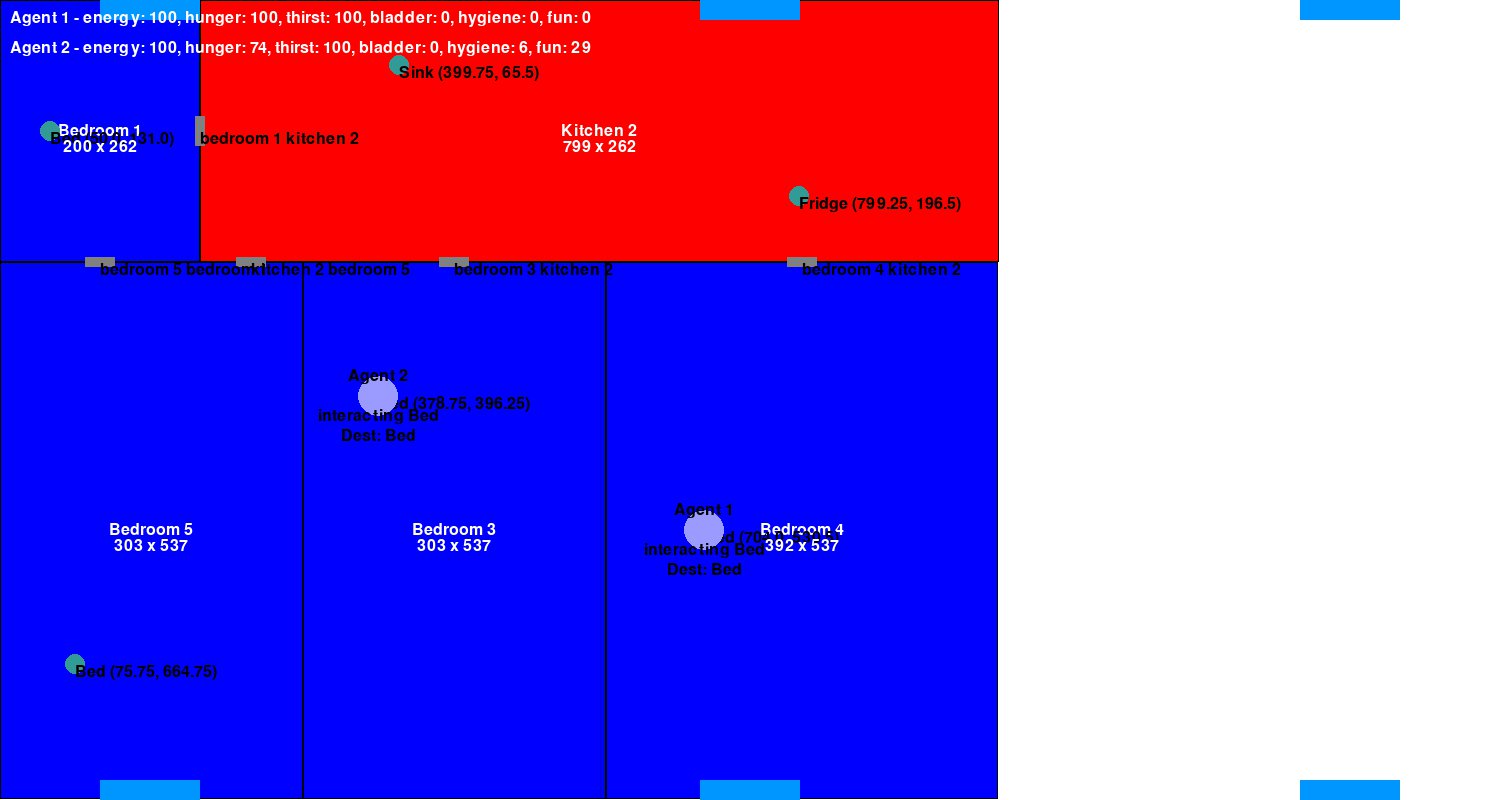 Agent 1 - energy: 100, hunger: 100, thirst: 100, bladder: 0, hygiene: 0, fun: 0
Agent 2 - energy: 100, hunger: 74, thirst: 100, bladder: 0, hygiene: 6, fun: 29
Sink (399.75, 65.5)
Bedroom 1
200 x 262
bedroom 1 kitchen 2
Kitchen 2
799 x 262
Fridge (799.25, 196.5)
bedroom 5
kitchen 2 bedroom 5
bedroom 3 kitchen 2
bedroom 4 kitchen 2
Agent 2
(378.75, 396.25)
interacting Bed
Dest: Bed
Agent 1
interacting Bed
Dest: Bed
Bedroom 5
303 x 537
Bedroom 3
303 x 537
Bedroom 4
392 x 537
Bed (75.75, 664.75)